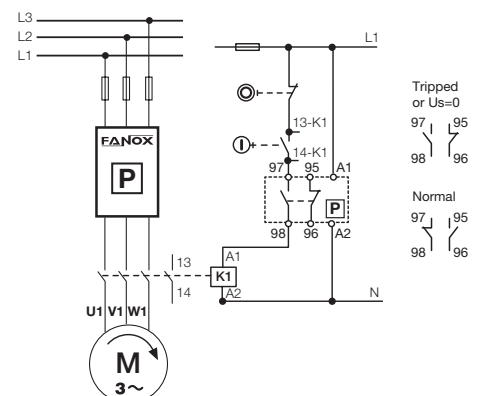 L3
L2
L1
L1
FANOX
P
13-K1
14-K1
97 95 A1
P
98 96 A2
Tripped
or Us=0
97 95
98 96
Normal
97 95
98 96
13
14
A1
K1
A2
N
U1 V1 W1
M
3~